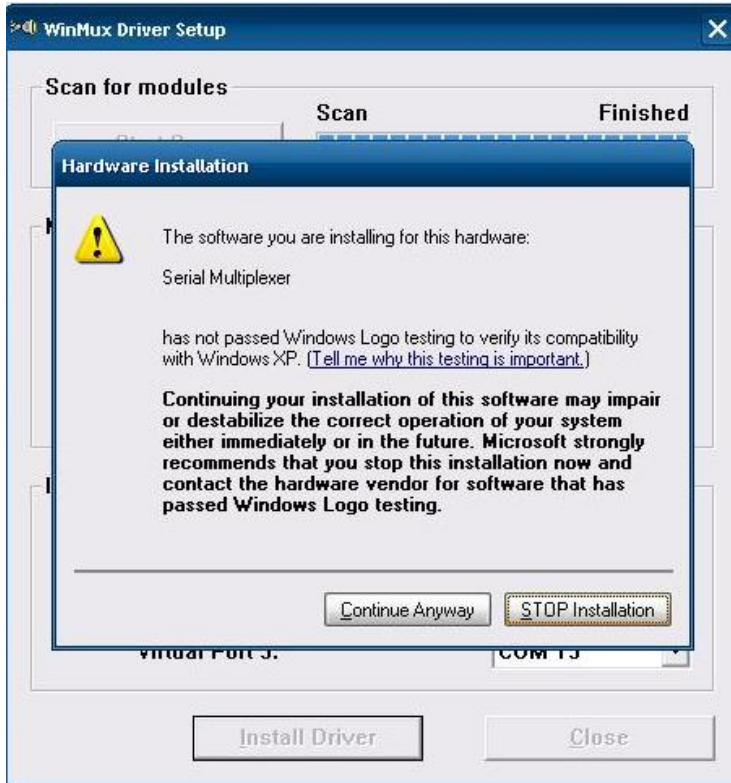 WinMux Driver Setup
Scan for modules
Scan Finished
Hardware Installation
The software you are installing for this hardware:
Serial Multiplexer
has not passed Windows Logo testing to verify its compatibility
with Windows XP. (Tell me why this testing is important.)
Continuing your installation of this software may impair
or destabilize the correct operation of your system
either immediately or in the future. Microsoft strongly
recommends that you stop this installation now and
contact the hardware vendor for software that has
passed Windows Logo testing.
Continue Anyway STOP Installation
Install Driver Close